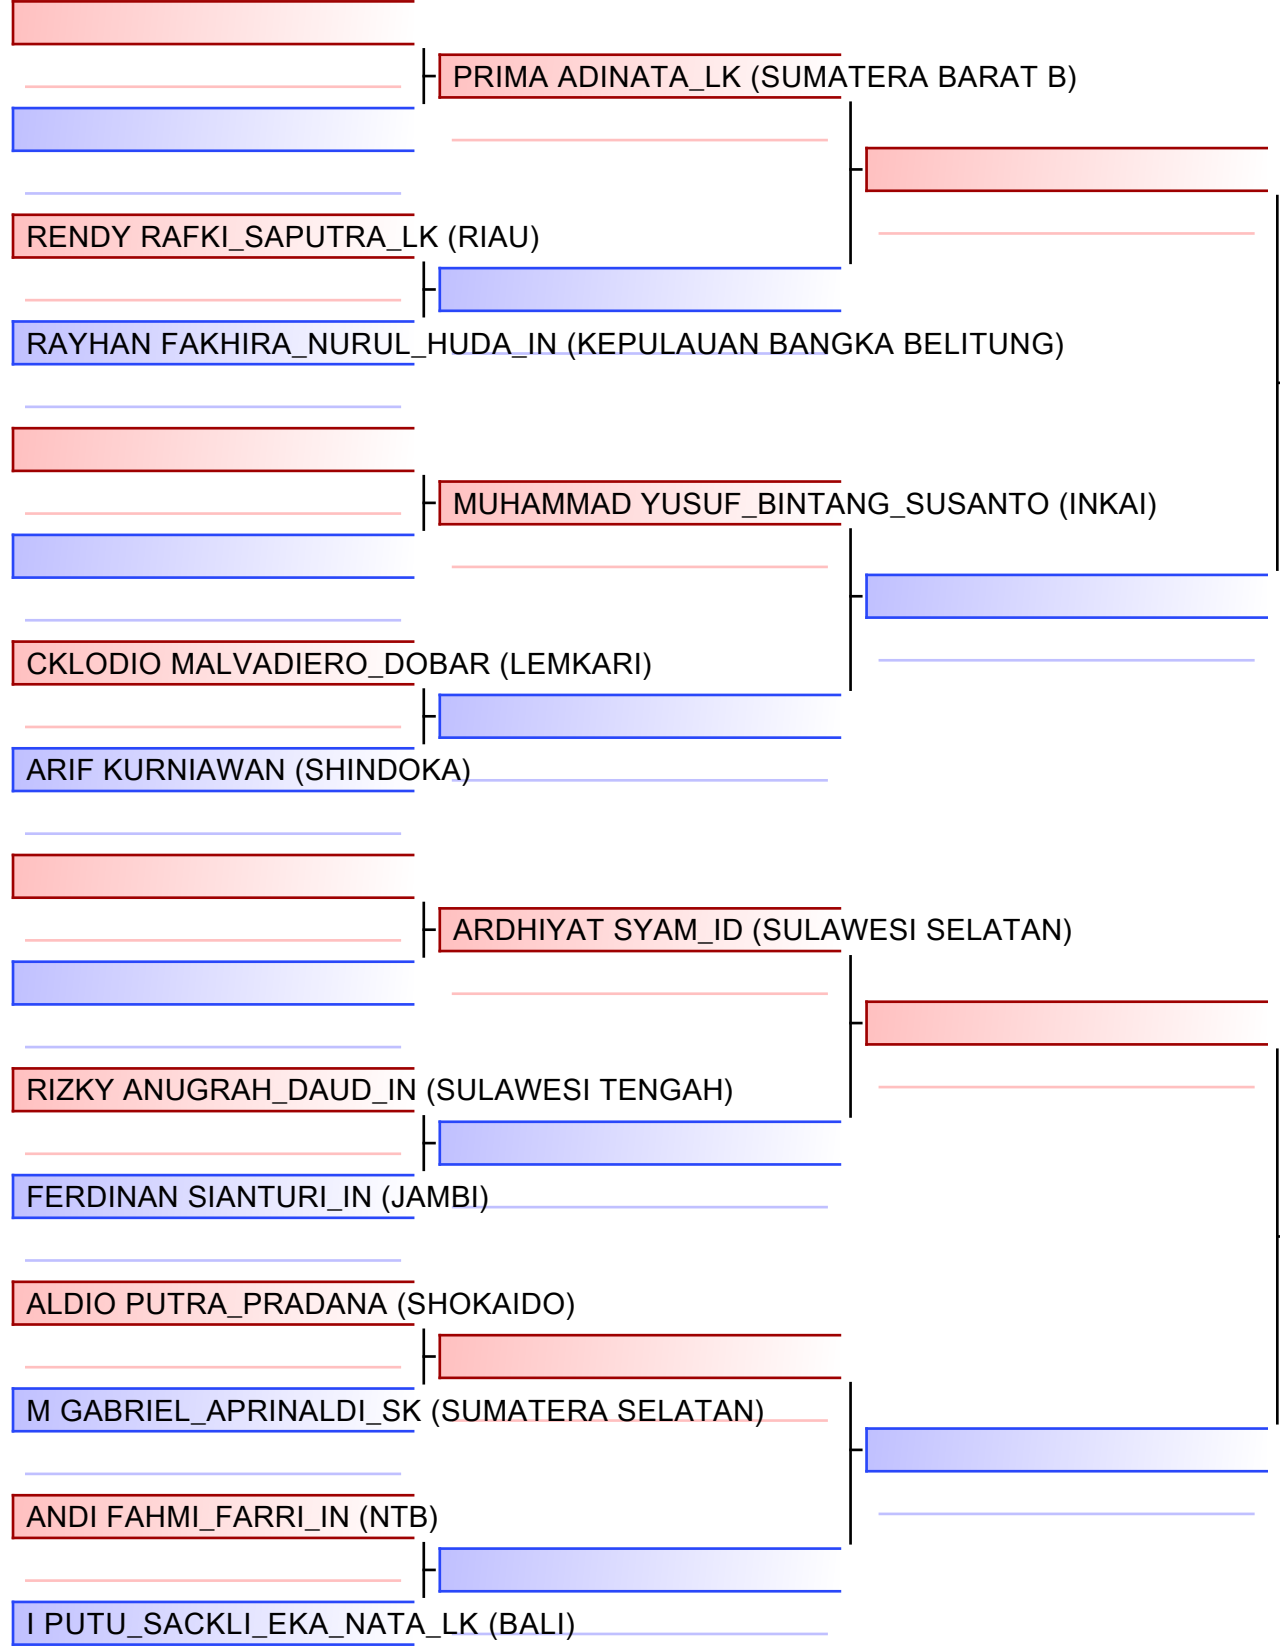 PRIMA ADINATA_LK (SUMATERA BARAT B)
RENDY RAFKI_SAPUTRA_LK (RIAU)
RAYHAN FAKHIRA_NURUL_HUDA_IN (KEPULAUAN BANGKA BELITUNG)
MUHAMMAD YUSUF_BINTANG_SUSANTO (INKAI)
CKLODIO MALVADIERO_DOBAR (LEMKARI)
ARIF KURNIAWAN (SHINDOKA)
ARDHIYAT SYAM_ID (SULAWESI SELATAN)
RIZKY ANUGRAH_DAUD_IN (SULAWESI TENGAH)
FERDINAN SIANTURI_IN (JAMBI)
ALDIO PUTRA_PRADANA (SHOKAIDO)
M GABRIEL_APRINALDI_SK (SUMATERA SELATAN)
ANDI FAHMI_FARRI_IN (NTB)
I PUTU_SACKLI_EKA_NATA_LK (BALI)